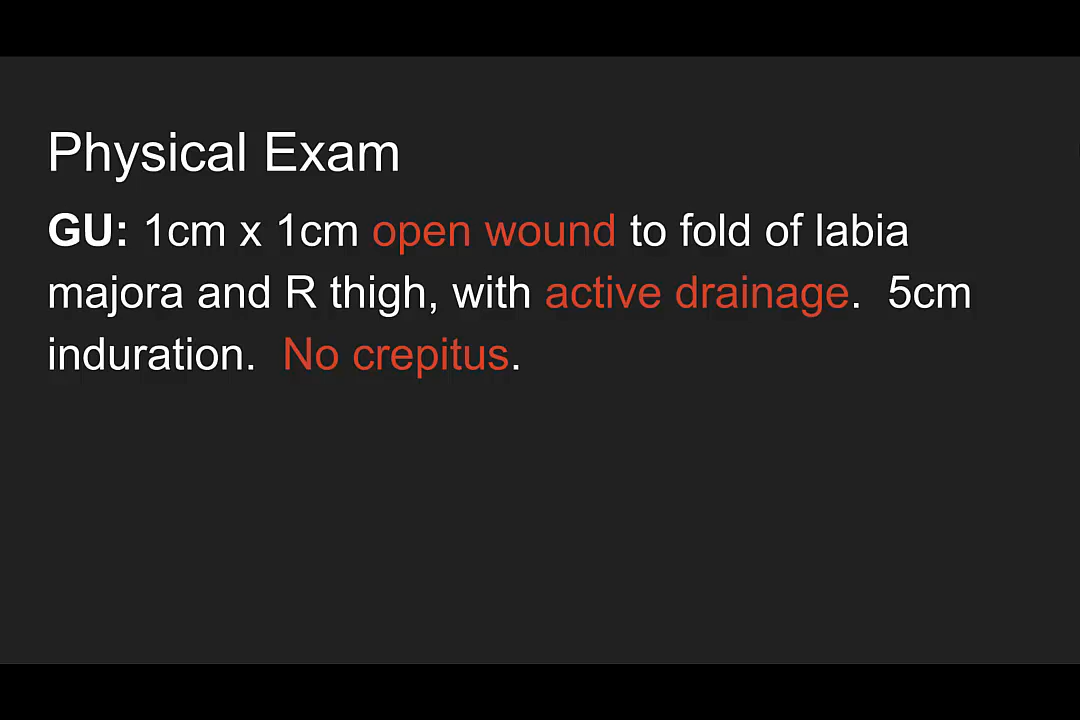 Physical Exam
GU: 1cm x 1cm open wound to fold of labia
majora and R thigh, with active drainage.  5cm
induration.  No crepitus.